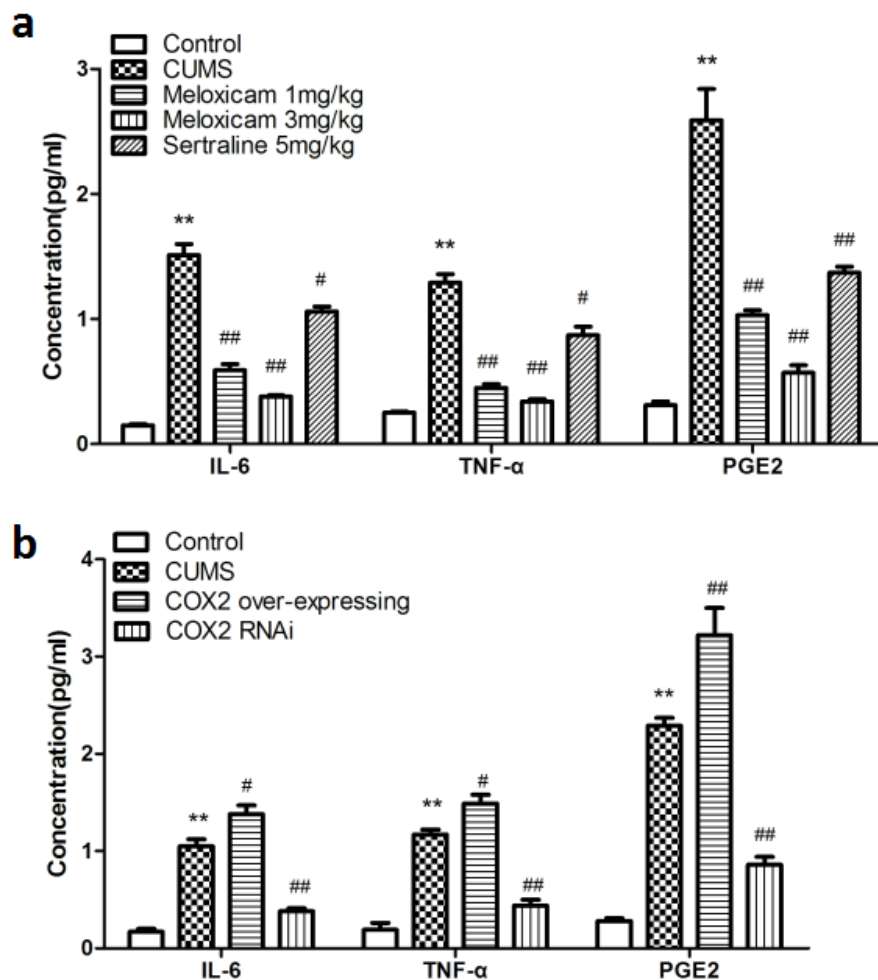 a
Control
CUMS
Meloxicam 1mg/kg
Meloxicam 3mg/kg
Sertraline 5mg/kg
Concentration(pg/ml)
3
2
1
0
**
##
##
#
**
##
##
#
**
##
##
##
IL-6 TNF-α PGE2
b
Control
CUMS
COX2 over-expressing
COX2 RNAi
Concentration(pg/ml)
4
3
2
1
0
**
#
##
**
#
##
**
##
##
IL-6 TNF-α PGE2